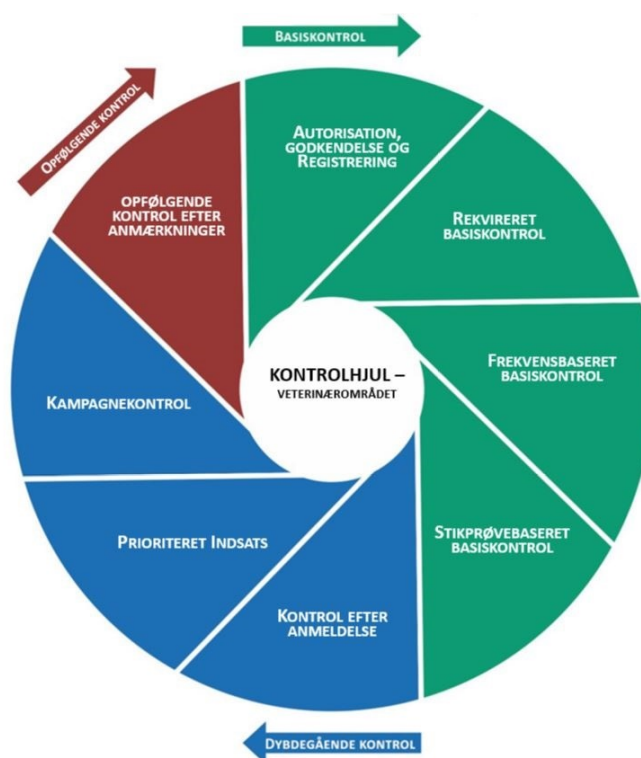 BASISKONTROL
OPFØLGENDE KONTROL
AUTORISATION,
GODKENDELSE OG
REGISTRERING
OPFØLGENDE
KONTROL EFTER
ANMÆRKNINGER
REKVIRERET
BASISKONTROL
FREKVENSBASERET
BASISKONTROL
KONTROLHJUL –
VETERINÆROMRÅDET
KAMPAGNEKONTROL
STIKPRØVEBASERET
BASISKONTROL
PRIORITERET INDSATS
KONTROL EFTER
ANMELDELSE
DYBDEGÅENDE KONTROL